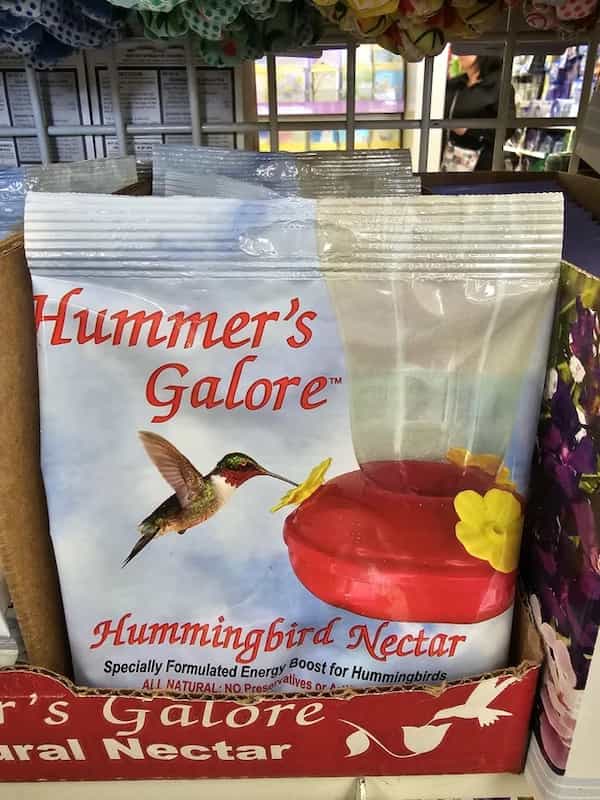 Hummer's
Galore™
Hummingbird Nectar
Specially Formulated Energy Boost for Hummingbirds
ALL NATURAL: NO Preservatives or
r's Galore
ural Nectar